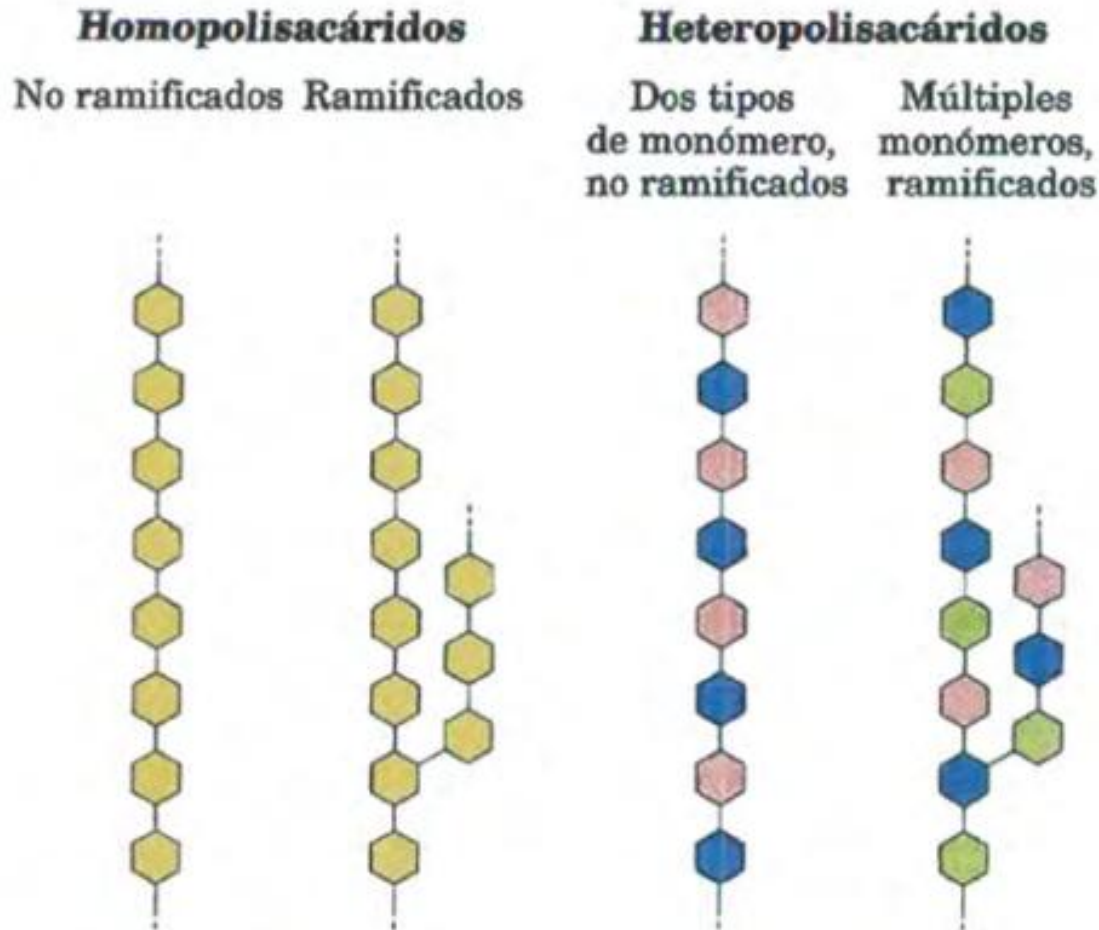 Homopolisacáridos
No ramificados
Ramificados
Heteropolisacáridos
Dos tipos
de monómero,
no ramificados
Múltiples
monómeros,
ramificados